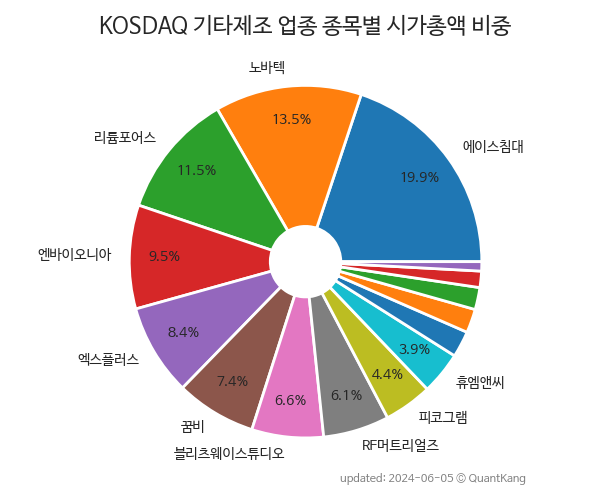 KOSDAQ 기타제조 업종 종목별 시가총액 비중
노바텍
13.5%
에이스침대
19.9%
리튬포어스
11.5%
엔바이오니아
9.5%
엑스플러스
8.4%
꿈비
7.4%
블리츠웨이스튜디오
6.6%
RF머트리얼즈
6.1%
피코그램
4.4%
휴엠앤씨
3.9%
updated: 2024-06-05 © QuantKang